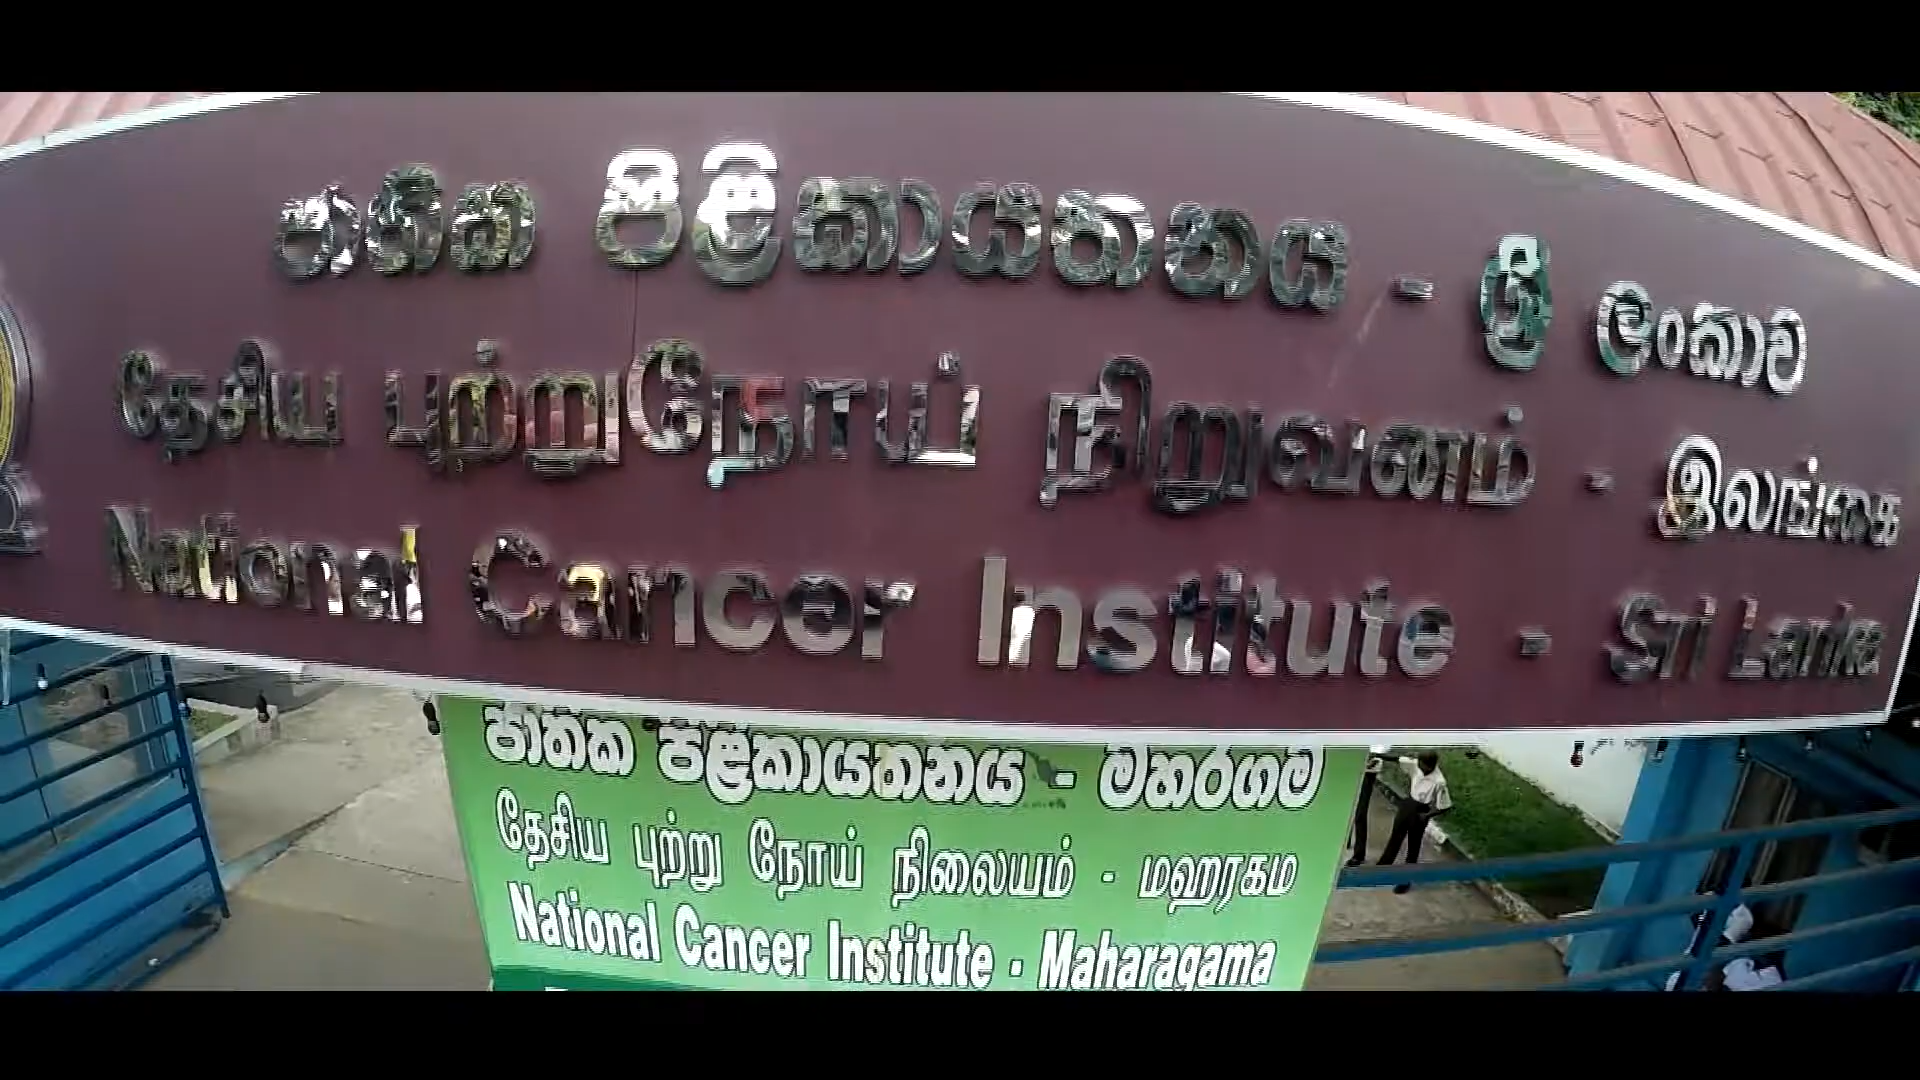 ජාතික පිළිකායතනය - ශ්‍රී ලංකාව
தேசிய புற்றுநோய் நிறுவனம் - இலங்கை
National Cancer Institute - Sri Lanka
ජාතික පිළිකායතනය - මහරගම
தேசிய புற்று நோய் நிலையம் - மஹரகம
National Cancer Institute - Maharagama